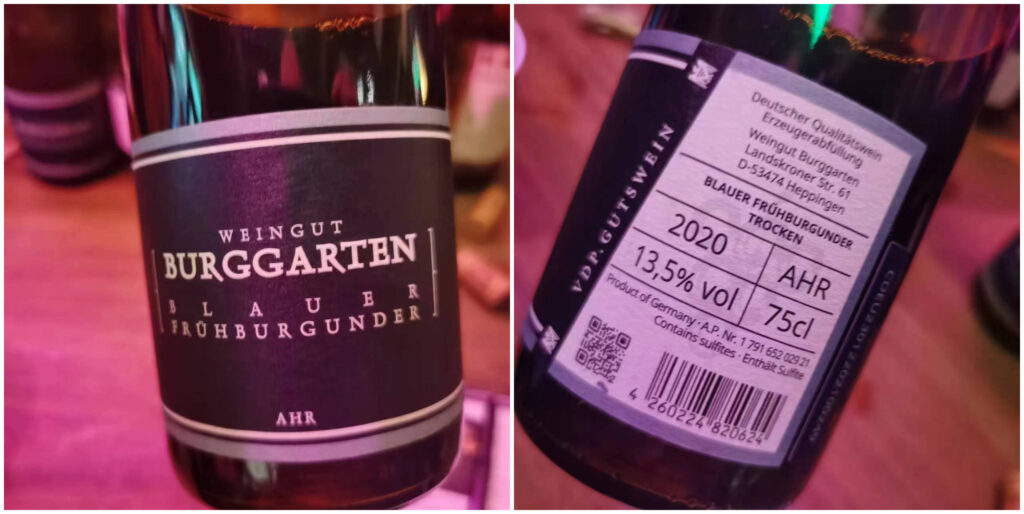 WEINGUT
BURGGARTEN
BLAUER
FRÜHBURGUNDER
AHR
VDP.GUTSWEIN
Deutscher Qualitätswein
Erzeugerabfüllung
Weingut Burggarten
Landskroner Str. 61
D-53474 Heppingen
BLAUER FRÜHBURGUNDER
TROCKEN
2020
AHR
13,5% vol
75cl
Product of Germany · A.P. Nr. 1 791 652 029 21
Contains sulfites · Enthält Sulfite
4 260224 820624